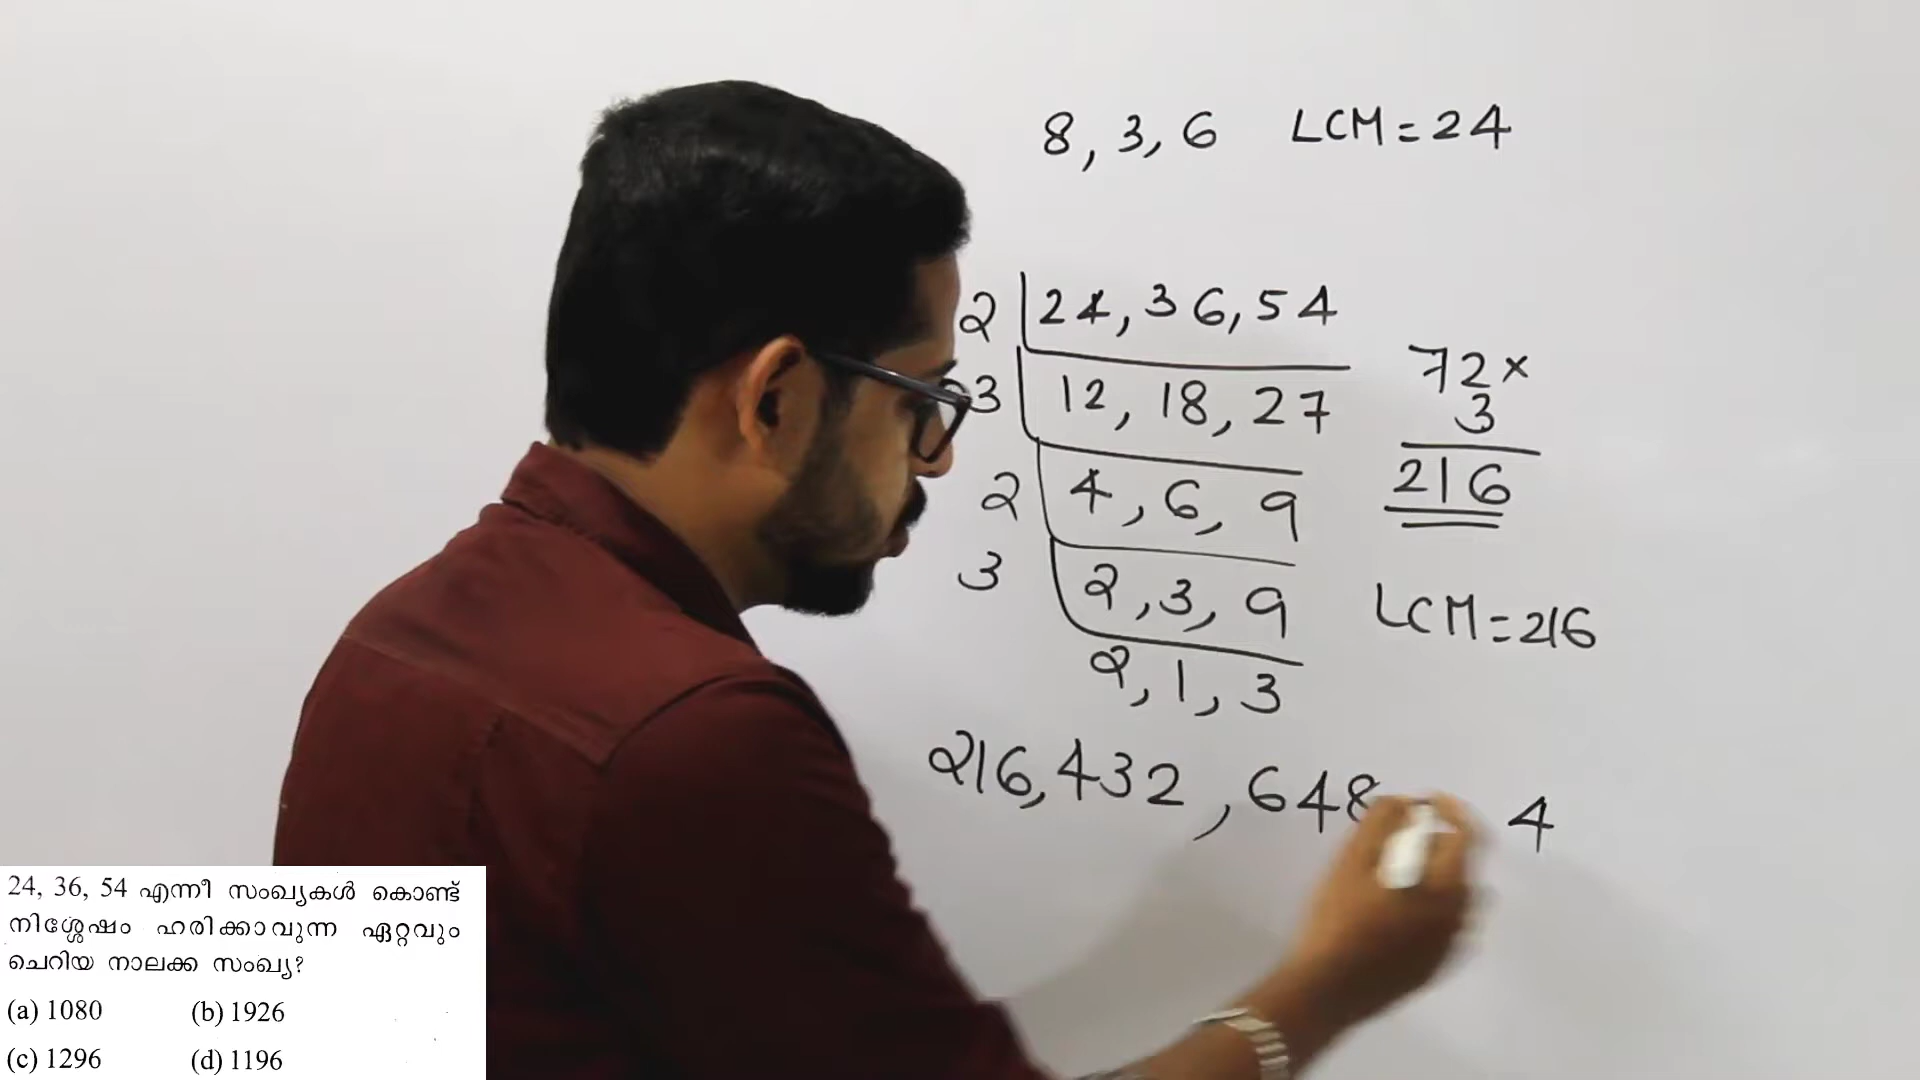 8, 3, 6 LCM = 24
2 24, 36, 54
3 12, 18, 27
2 4, 6, 9
3 2, 3, 9
2, 1, 3
72 ×
3
216
LCM = 216
216, 432, 648 4
24, 36, 54 എന്നീ സംഖ്യകൾ കൊണ്ട്
നിശ്ശേഷം ഹരിക്കാവുന്ന ഏറ്റവും
ചെറിയ നാലക്ക സംഖ്യ?
(a) 1080 (b) 1926
(c) 1296 (d) 1196